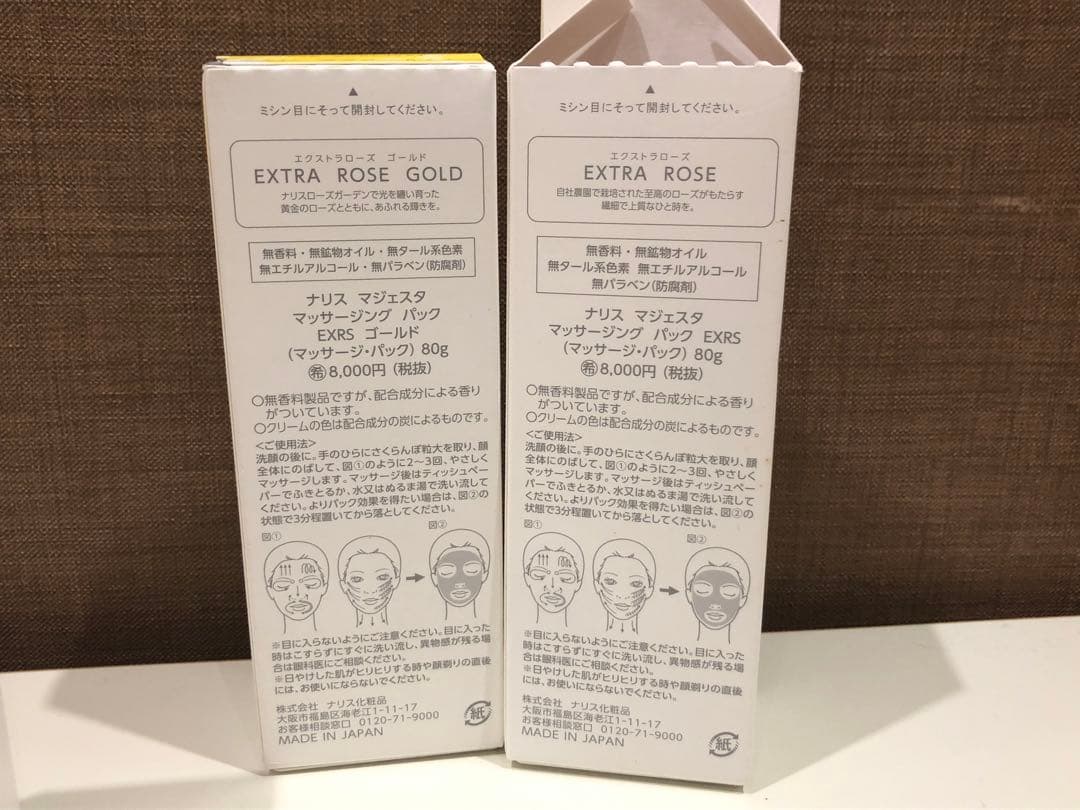 ▲
ミシン目にそって開封してください。
エクストラローズ ゴールド
EXTRA ROSE GOLD
ナリスローズガーデンで光を纏い育った
黄金のローズとともに、あふれる輝きを。
無香料・無鉱物オイル・無タール系色素
無エチルアルコール・無パラベン(防腐剤)
ナリス マジェスタ
マッサージング パック
EXRS ゴールド
(マッサージ・パック) 80g
㊒8,000円 (税抜)
○無香料製品ですが、配合成分による香り
がついています。
○クリームの色は配合成分の炭によるものです。
<ご使用法>
洗顔の後に。手のひらにさくらんぼ粒大を取り、顔
全体にのばして、図①のように2〜3回、やさしく
マッサージします。マッサージ後はティッシュペー
パーでふきとるか、水又はぬるま湯で洗い流して
ください。よりパック効果を得たい場合は、図②の
状態で3分程置いてから落としてください。
図①
図②
※目に入らないようにご注意ください。目に入った
時はこすらずにすぐに洗い流し、異物感が残る場
合は眼科医にご相談ください。
※日やけした肌がヒリヒリする時や顔剃りの直後
には、お使いにならないでください。
株式会社 ナリス化粧品
大阪市福島区海老江1-11-17
お客様相談窓口 0120-71-9000
MADE IN JAPAN
紙
▲
ミシン目にそって開封してください。
エクストラローズ
EXTRA ROSE
自社農園で栽培された至高のローズがもたらす
繊細で上質なひと時を。
無香料・無鉱物オイル
無タール系色素 無エチルアルコール
無パラベン(防腐剤)
ナリス マジェスタ
マッサージング パック EXRS
(マッサージ・パック) 80g
希8,000円 (税抜)
○無香料製品ですが、配合成分による香り
がついています。
○クリームの色は配合成分の炭によるものです。
<ご使用法>
洗顔の後に。手のひらにさくらんぼ粒大を取り、顔
全体にのばして、図①のように2〜3回、やさしく
マッサージします。マッサージ後はティッシュペー
パーでふきとるか、水又はぬるま湯で洗い流して
ください。よりパック効果を得たい場合は、図②の
状態で3分程置いてから落としてください。
図①
図②
※目に入らないようにご注意ください。目に入った
時はこすらずにすぐに洗い流し、異物感が残る場
合は眼科医にご相談ください。
※日やけした肌がヒリヒリする時や顔剃りの直後
には、お使いにならないでください。
株式会社 ナリス化粧品
大阪市福島区海老江1-11-17
お客様相談窓口 0120-71-9000
MADE IN JAPAN
紙